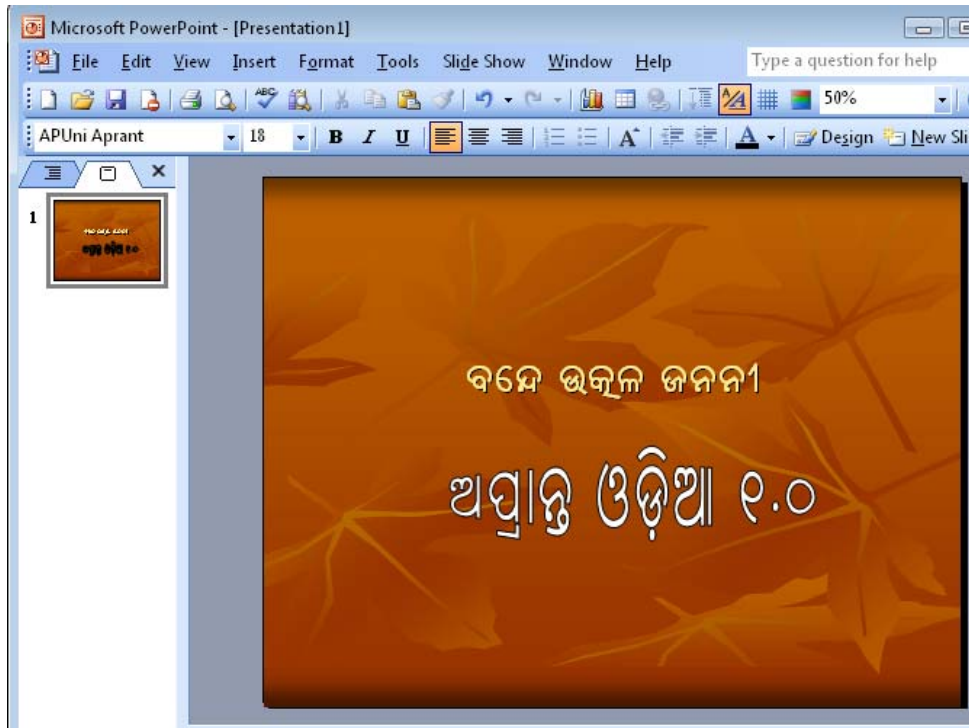 Microsoft PowerPoint - [Presentation1]
File Edit View Insert Format Tools Slide Show Window Help Type a question for help
50%
APUni Aprant 18 B I U A A Design New
1
ବନ୍ଦେ ଉତ୍କଳ ଜନନୀ
ଅପ୍ରାନ୍ତ ଓଡ଼ିଆ ୧.୦